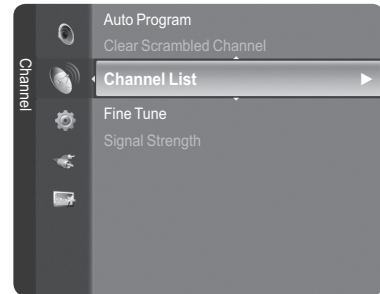 Channel
Auto Program
Clear Scrambled Channel
Channel List
Fine Tune
Signal Strength